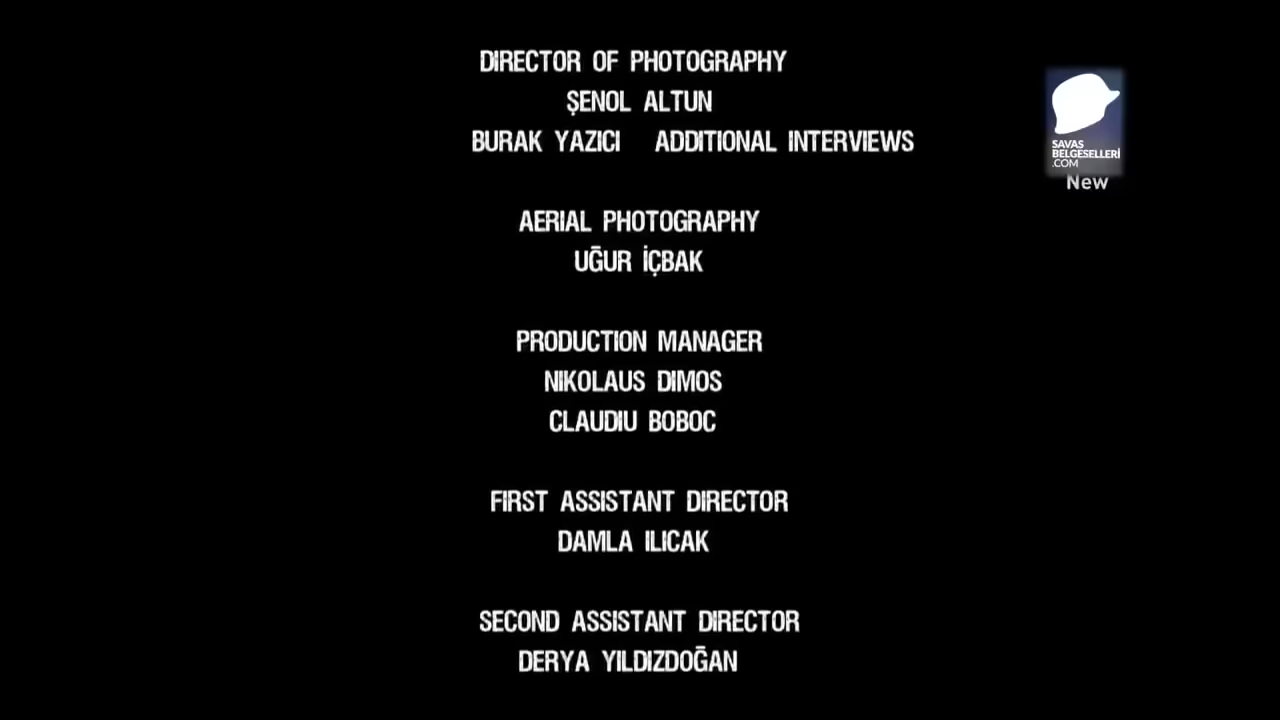 DIRECTOR OF PHOTOGRAPHY
ŞENOL ALTUN
BURAK YAZICI ADDITIONAL INTERVIEWS
AERIAL PHOTOGRAPHY
UĞUR İÇBAK
PRODUCTION MANAGER
NIKOLAUS DIMOS
CLAUDIU BOBOC
FIRST ASSISTANT DIRECTOR
DAMLA ILICAK
SECOND ASSISTANT DIRECTOR
DERYA YILDIZDOĞAN
SAVAS
BELGESELLERİ
.COM
New